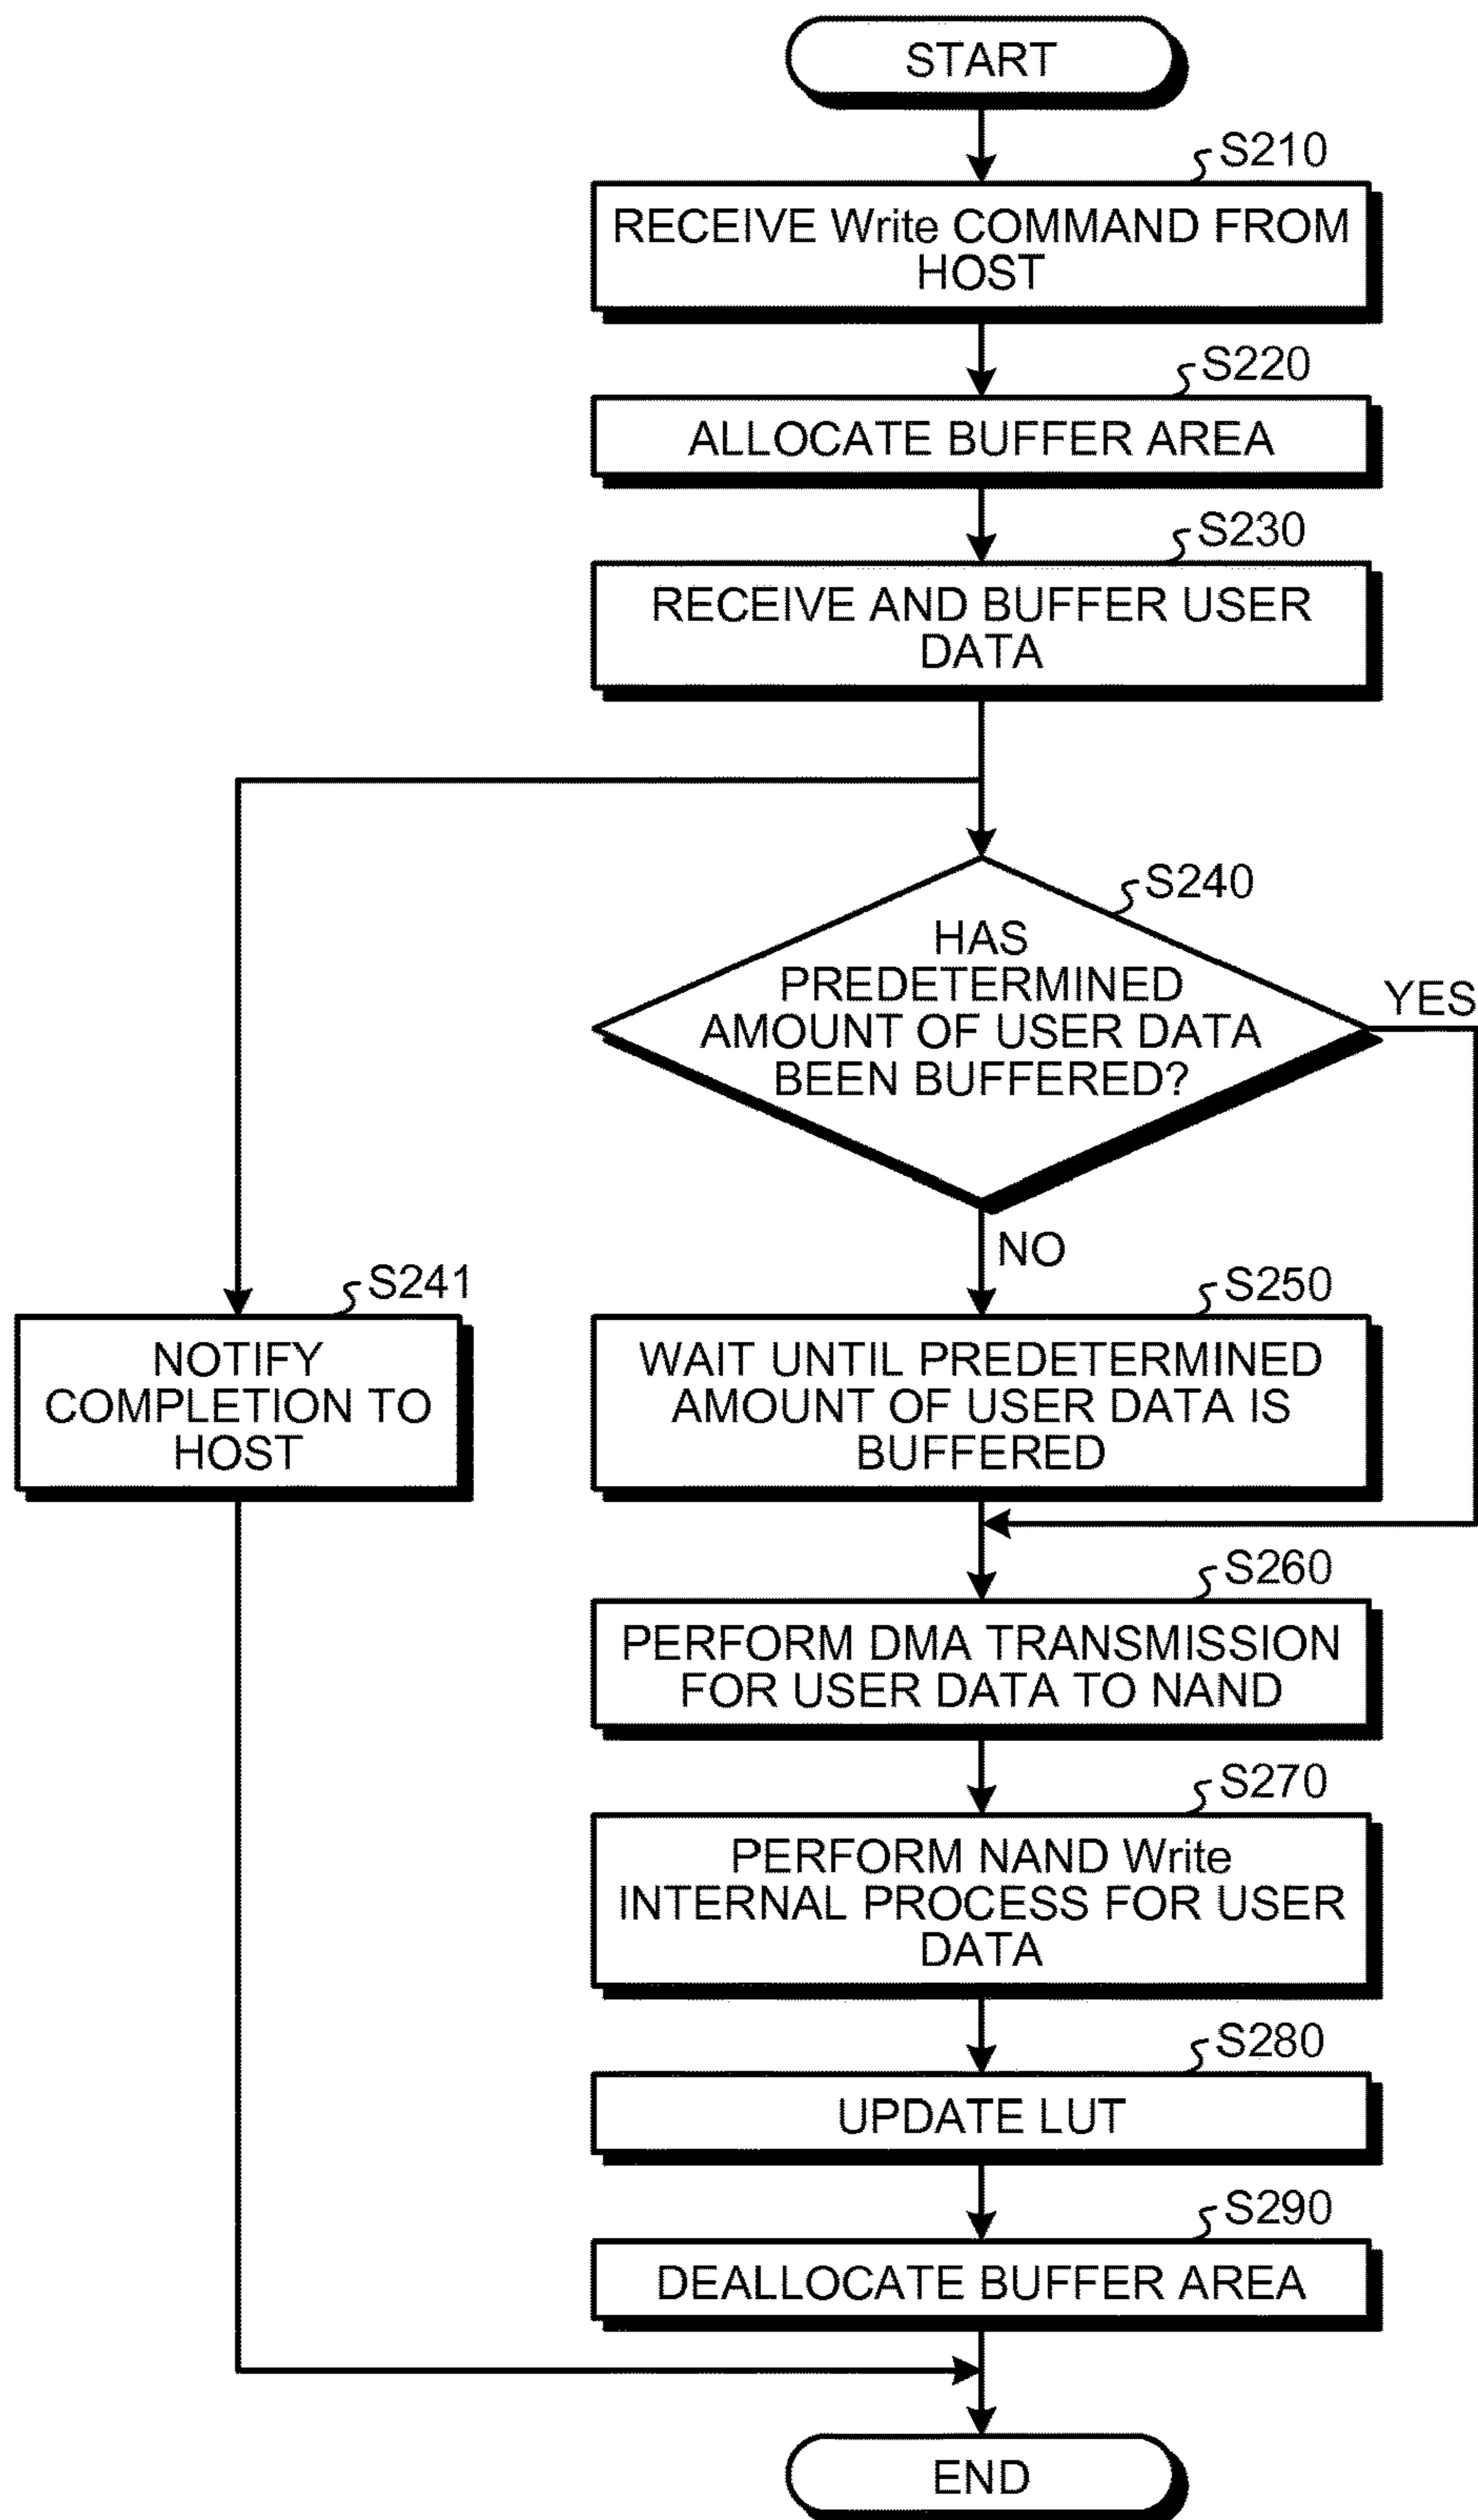 START
S210
RECEIVE Write COMMAND FROM
HOST
S220
ALLOCATE BUFFER AREA
S230
RECEIVE AND BUFFER USER
DATA
S240
HAS
PREDETERMINED
AMOUNT OF USER DATA
BEEN BUFFERED?
YES
NO
S241
NOTIFY
COMPLETION TO
HOST
S250
WAIT UNTIL PREDETERMINED
AMOUNT OF USER DATA IS
BUFFERED
S260
PERFORM DMA TRANSMISSION
FOR USER DATA TO NAND
S270
PERFORM NAND Write
INTERNAL PROCESS FOR USER
DATA
S280
UPDATE LUT
S290
DEALLOCATE BUFFER AREA
END